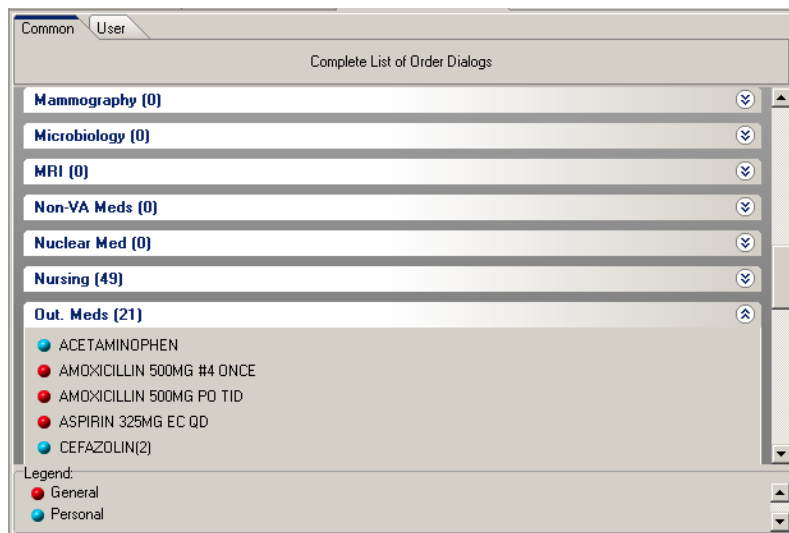 Common User
Complete List of Order Dialogs
Mammography (0)
Microbiology (0)
MRI (0)
Non-VA Meds (0)
Nuclear Med (0)
Nursing (49)
Out. Meds (21)
ACETAMINOPHEN
AMOXICILLIN 500MG #4 ONCE
AMOXICILLIN 500MG PO TID
ASPIRIN 325MG EC QD
CEFAZOLIN(2)
Legend:
General
Personal